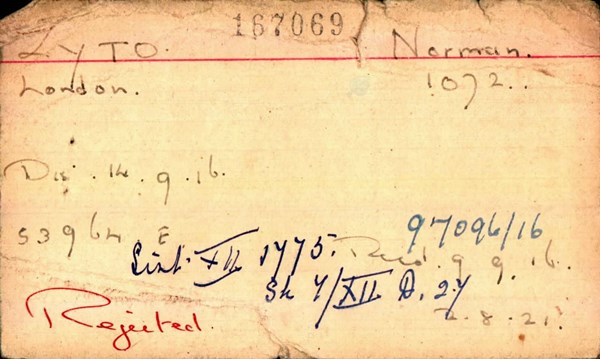 167069
LYTO. Norman.
London. 1072..
Dis. 14.9.16.
53964 E 97096/16
List. XII 1775. Recd. 9.9.16.
Sh 7/XII D.27
2.8.21.
Rejected.